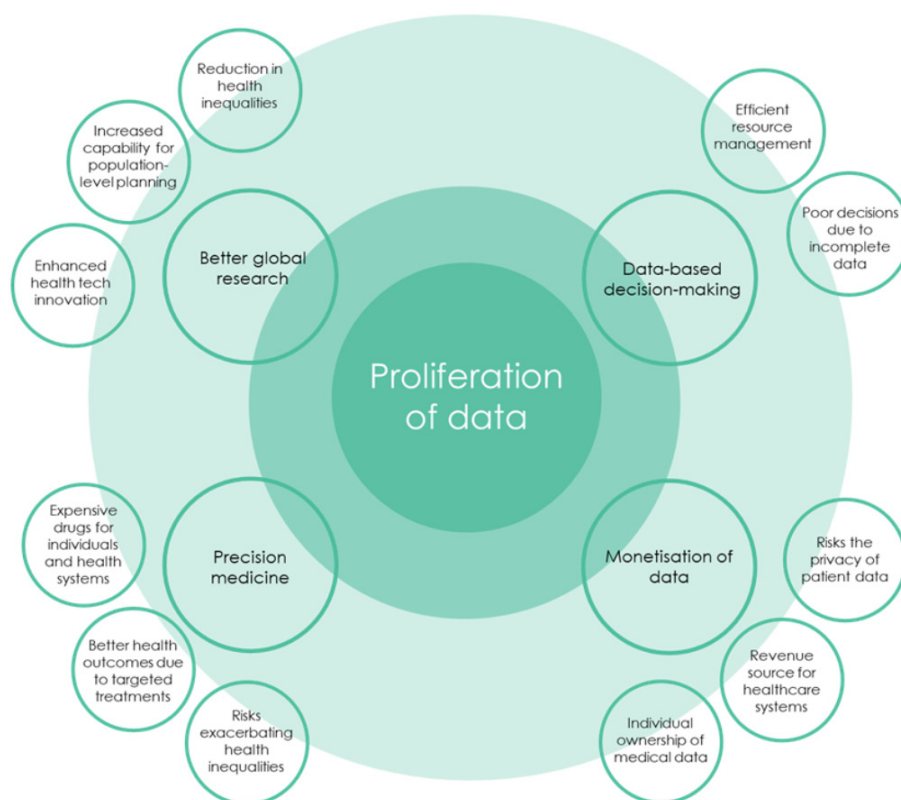 Reduction in
health
inequalities
Increased
capability for
population-
level planning
Enhanced
health tech
innovation
Better global
research
Efficient
resource
management
Poor decisions
due to
incomplete
data
Data-based
decision-making
Proliferation
of data
Expensive
drugs for
individuals
and health
systems
Better health
outcomes due
to targeted
treatments
Risks
exacerbating
health
inequalities
Precision
medicine
Monetisation of
data
Risks the
privacy of
patient data
Revenue
source for
healthcare
systems
Individual
ownership of
medical data